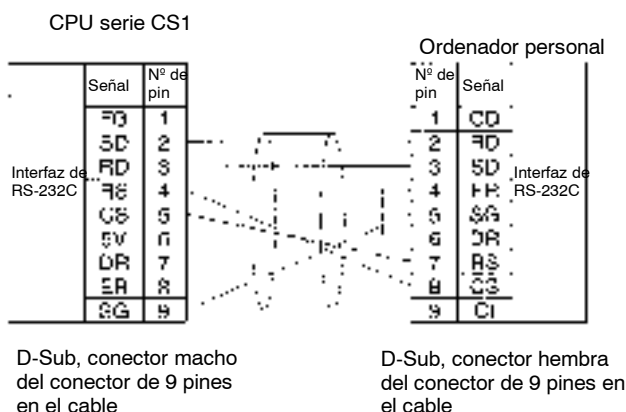 CPU serie CS1
Ordenador personal
Señal
Nº de
pin
FG 1
SD 2
RD 3
RS 4
CS 5
5V 6
DR 7
ER 8
SG 9
Interfaz de
RS-232C
Nº de
pin
Señal
1 CD
2 RD
3 SD
4 ER
5 SG
6 DR
7 RS
8 CS
9 CI
Interfaz de
RS-232C
D-Sub, conector macho
del conector de 9 pines
en el cable
D-Sub, conector hembra
del conector de 9 pines en
el cable